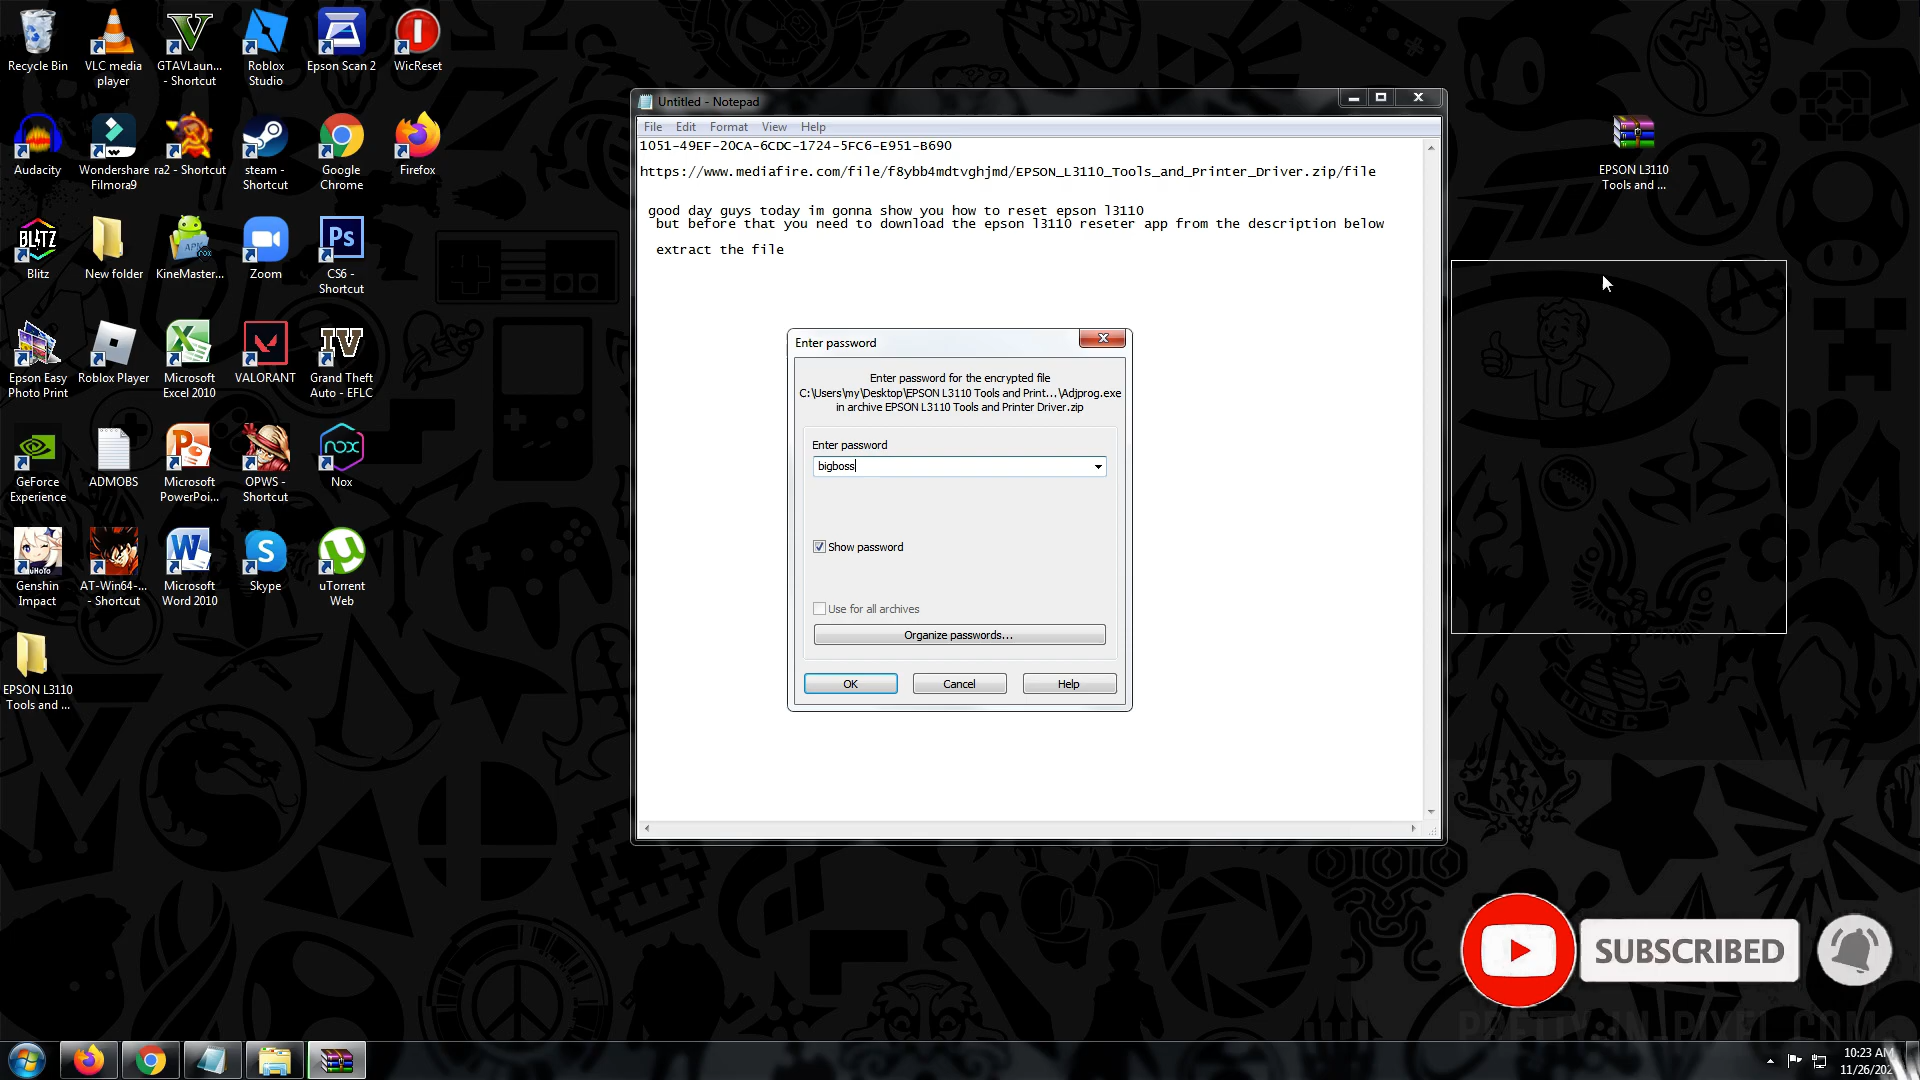 Recycle Bin
VLC media player
GTAVLaun... - Shortcut
Roblox Studio
Epson Scan 2
WicReset
Audacity
Wondershare Filmora9
ra2 - Shortcut
steam - Shortcut
Google Chrome
Firefox
BLITZ
Blitz
New folder
KineMaster...
Zoom
Ps
CS6 - Shortcut
Epson Easy Photo Print
Roblox Player
Microsoft Excel 2010
VALORANT
IV
Grand Theft Auto - EFLC
GeForce Experience
ADMOBS
Microsoft PowerPoi...
OPWS - Shortcut
nox
Nox
Genshin Impact
AT-Win64-... - Shortcut
Microsoft Word 2010
Skype
uTorrent Web
EPSON L3110 Tools and ...
Untitled - Notepad
File Edit Format View Help
1051-49EF-20CA-6CDC-1724-5FC6-E951-B690
https://www.mediafire.com/file/f8ybb4mdtvghjmd/EPSON_L3110_Tools_and_Printer_Driver.zip/file
good day guys today im gonna show you how to reset epson l3110
but before that you need to download the epson l3110 reseter app from the description below
extract the file
Enter password
Enter password for the encrypted file
C:\Users\my\Desktop\EPSON L3110 Tools and Print...\Adjprog.exe
in archive EPSON L3110 Tools and Printer Driver.zip
Enter password
bigboss
Show password
Use for all archives
Organize passwords...
OK Cancel Help
EPSON L3110 Tools and ...
UNSC
SUBSCRIBED
PRETTY-IN-PIXEL.COM
10:23 AM